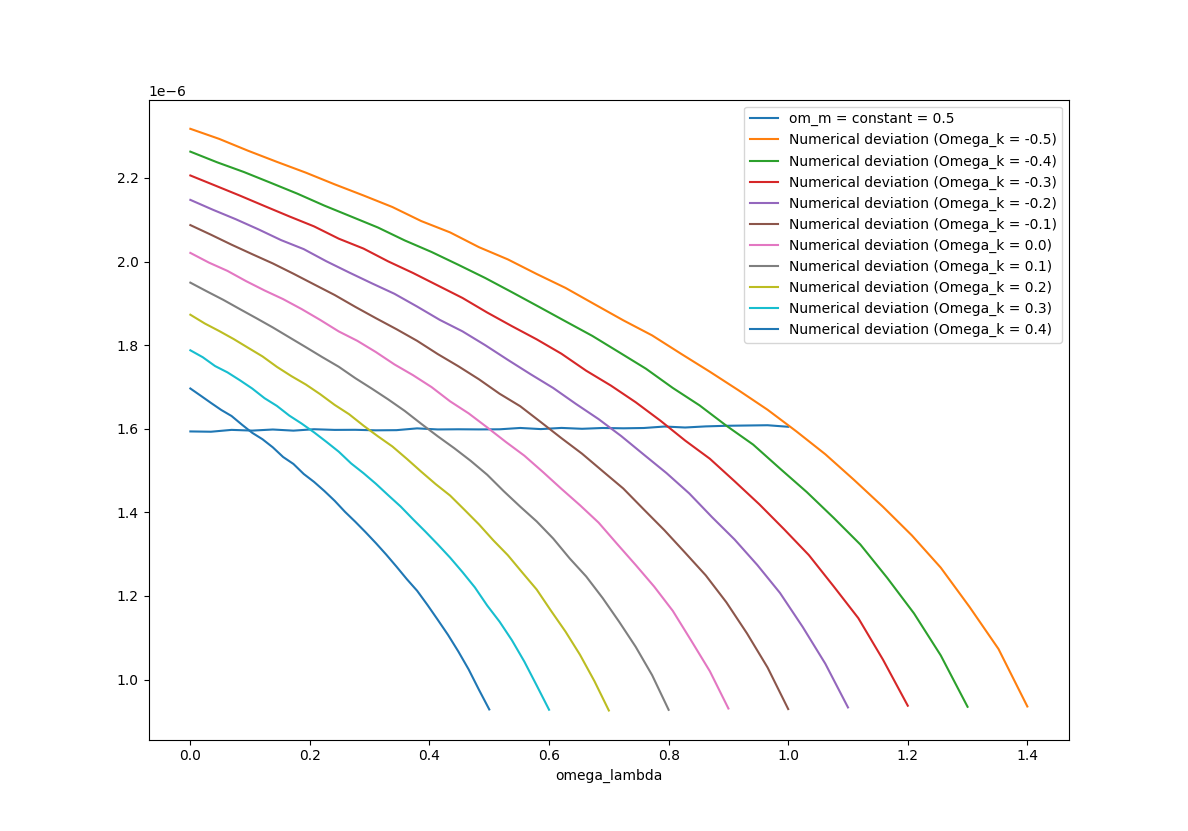 1e−6
om_m = constant = 0.5
Numerical deviation (Omega_k = -0.5)
Numerical deviation (Omega_k = -0.4)
Numerical deviation (Omega_k = -0.3)
Numerical deviation (Omega_k = -0.2)
Numerical deviation (Omega_k = -0.1)
Numerical deviation (Omega_k = 0.0)
Numerical deviation (Omega_k = 0.1)
Numerical deviation (Omega_k = 0.2)
Numerical deviation (Omega_k = 0.3)
Numerical deviation (Omega_k = 0.4)
2.2
2.0
1.8
1.6
1.4
1.2
1.0
0.0 0.2 0.4 0.6 0.8 1.0 1.2 1.4
omega_lambda